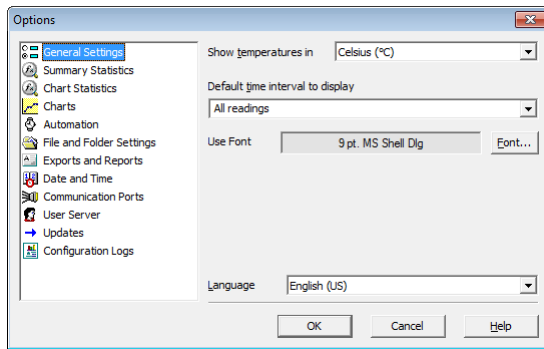 Options
General Settings
Summary Statistics
Chart Statistics
Charts
Automation
File and Folder Settings
Exports and Reports
Date and Time
Communication Ports
User Server
Updates
Configuration Logs
Show temperatures in Celsius (°C)
Default time interval to display
All readings
Use Font 9 pt. MS Shell Dlg Font...
Language English (US)
OK Cancel Help